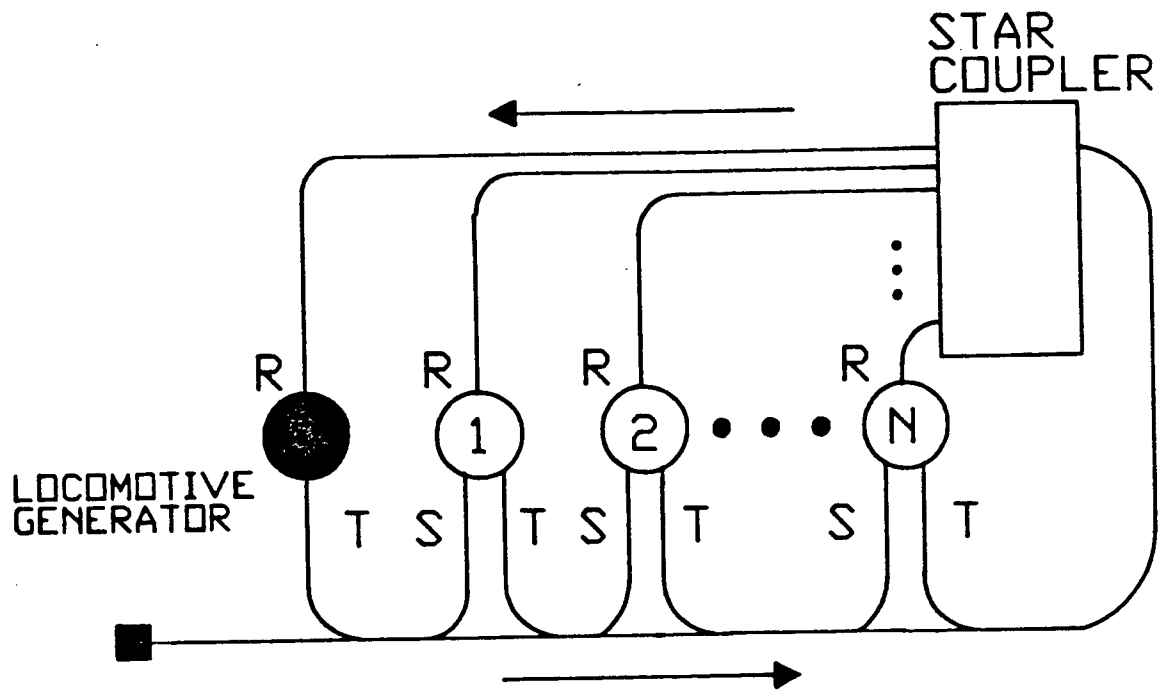 STAR
COUPLER
R R R R
1 2 N
LOCOMOTIVE
GENERATOR
T S T S T S T